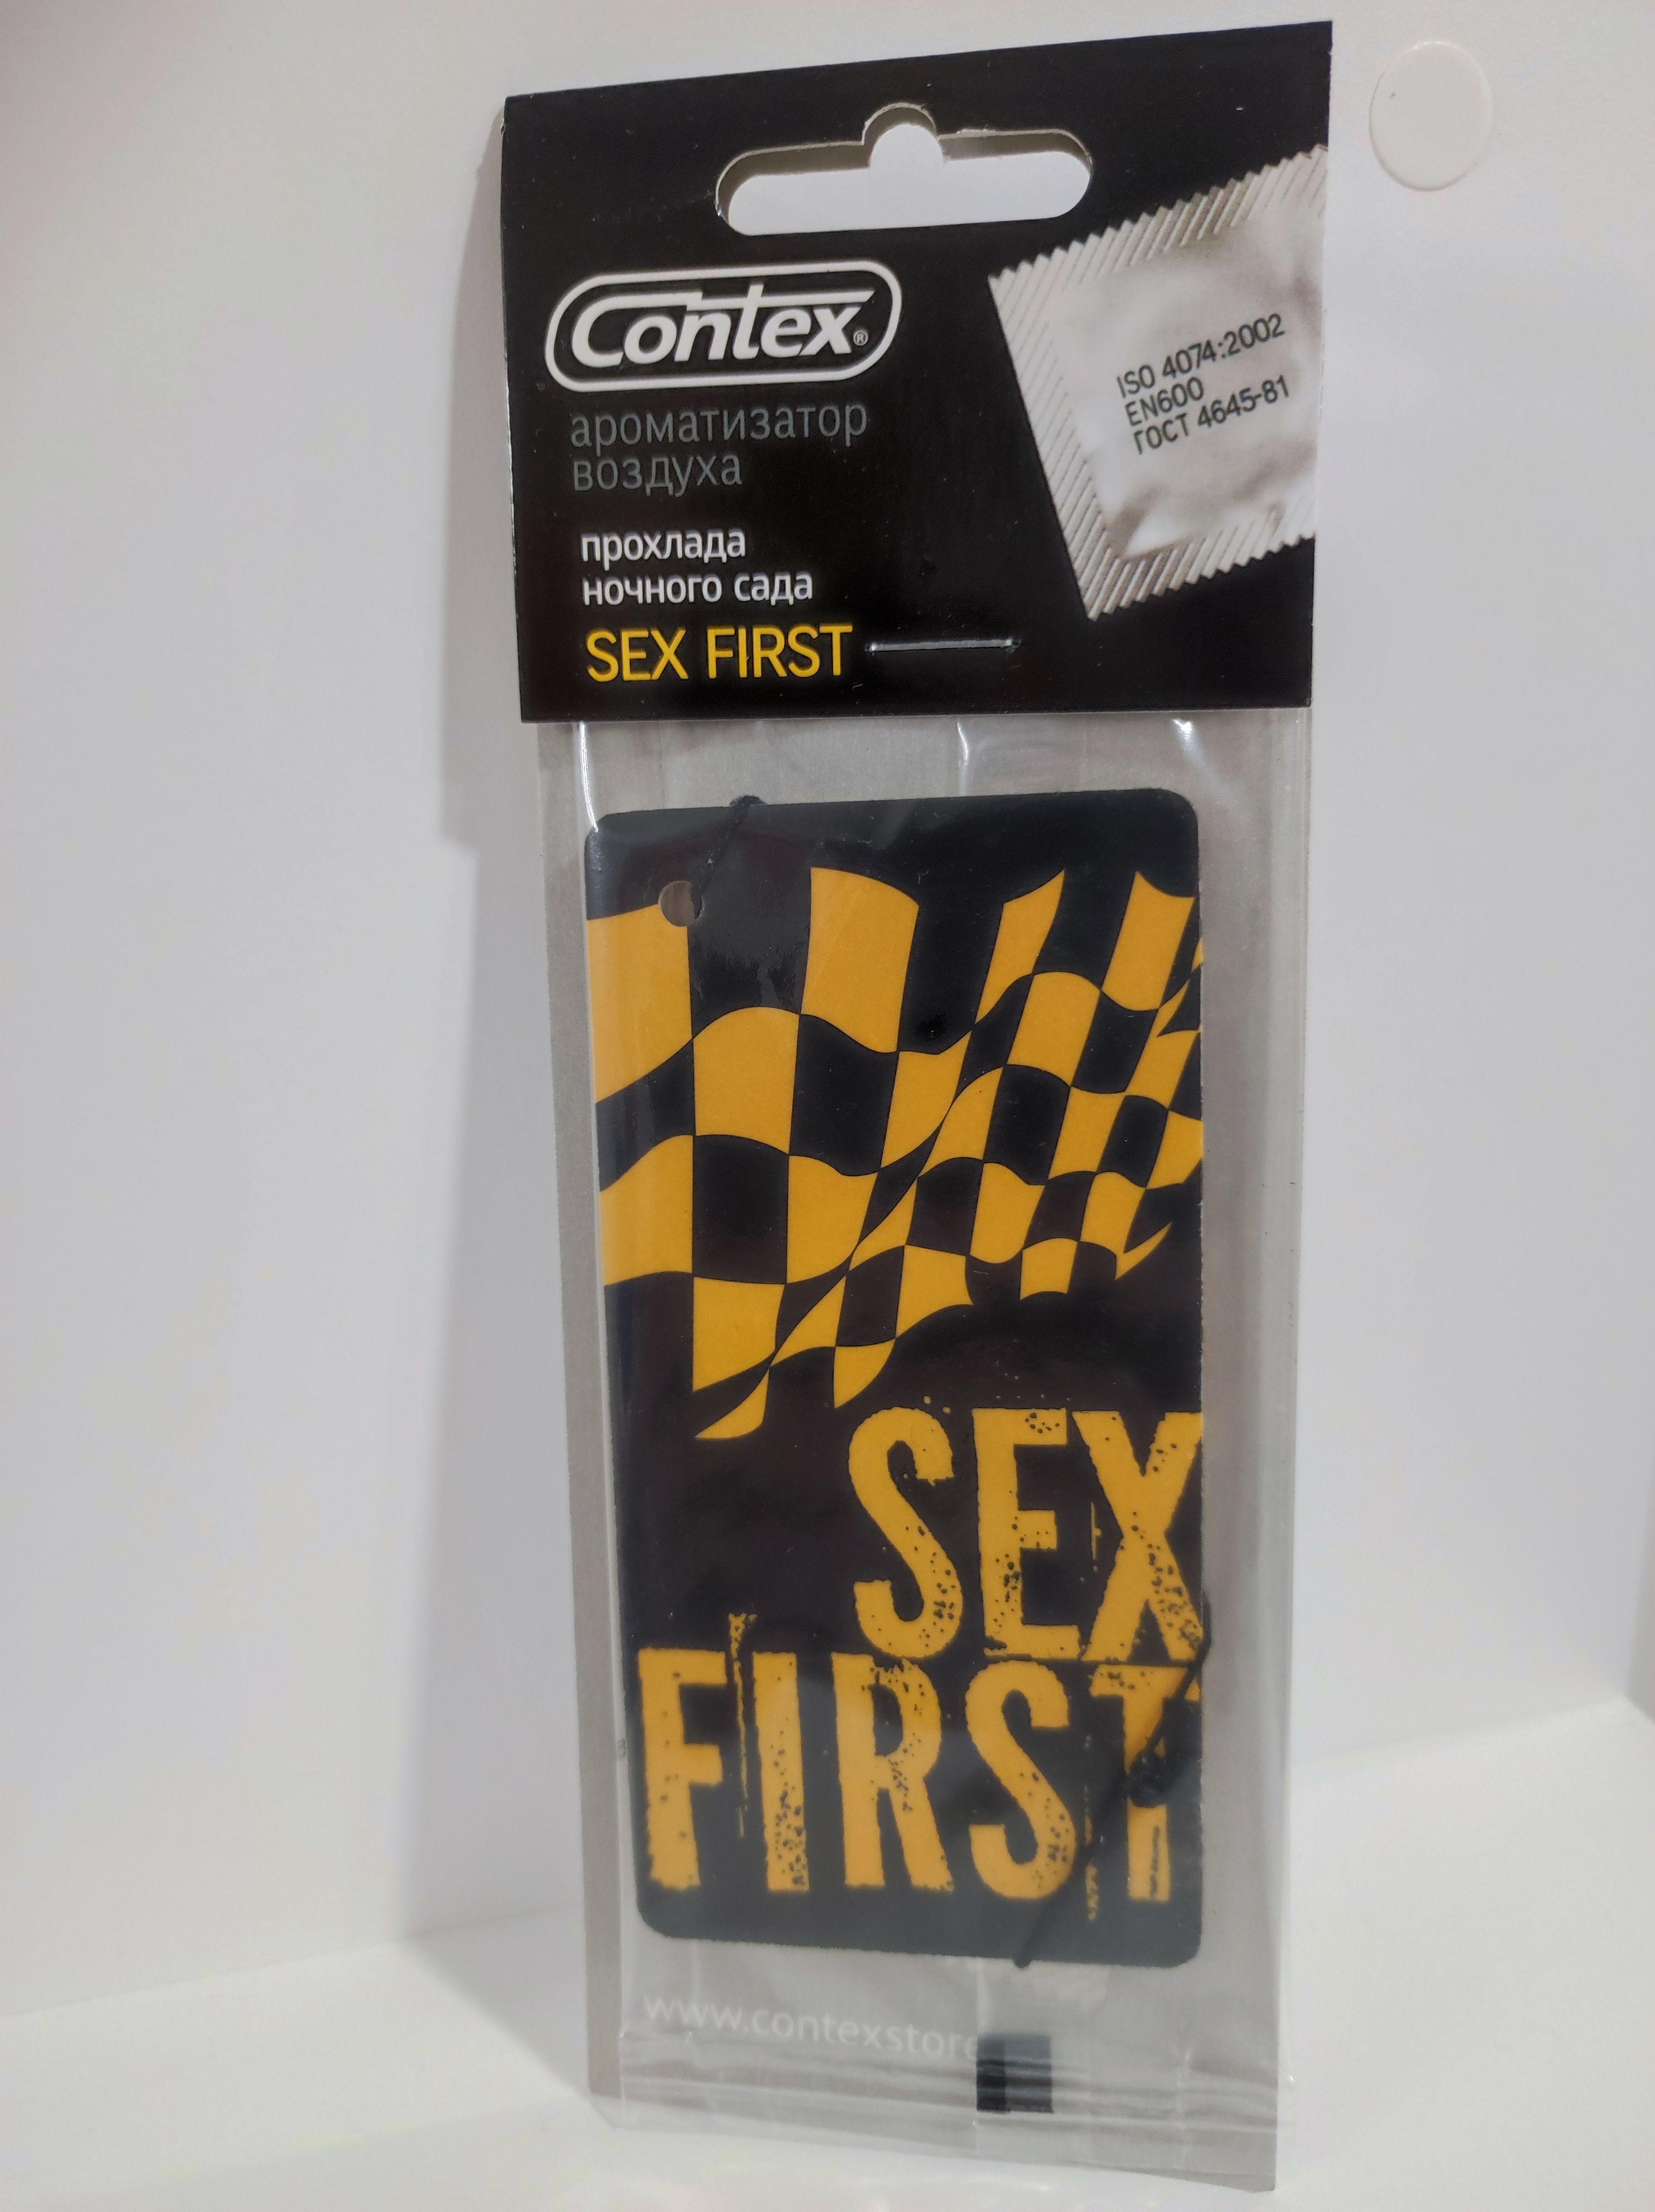 Contex®
ароматизатор
воздуха
прохлада
ночного сада
SEX FIRST
ISO 4074:2002
EN600
ГОСТ 4645-81
SEX
FIRST
www.contexstore